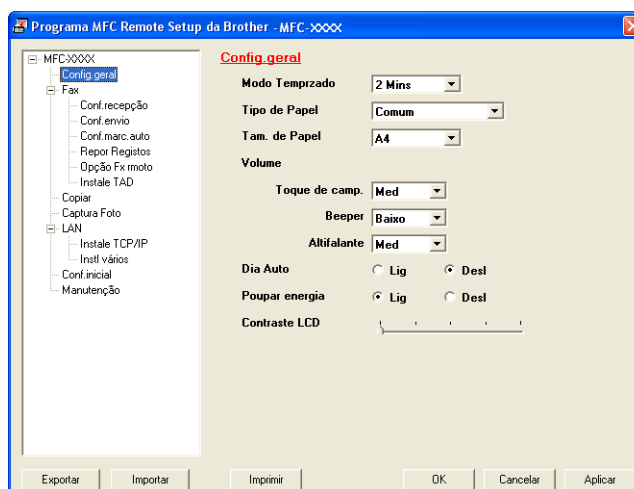 Programa MFC Remote Setup da Brother - MFC-XXXX
MFC-XXXX
Config.geral
Fax
Conf.recepção
Conf.envio
Conf.marc.auto
Repor Registos
Opção Fx rmoto
Instale TAD
Copiar
Captura Foto
LAN
Instale TCP/IP
Instl vários
Conf.inicial
Manutenção
Config.geral
Modo Temprzado 2 Mins
Tipo de Papel Comum
Tam. de Papel A4
Volume
Toque de camp. Med
Beeper Baixo
Altifalante Med
Dia Auto Lig Desl
Poupar energia Lig Desl
Contraste LCD
Exportar Importar Imprimir OK Cancelar Aplicar